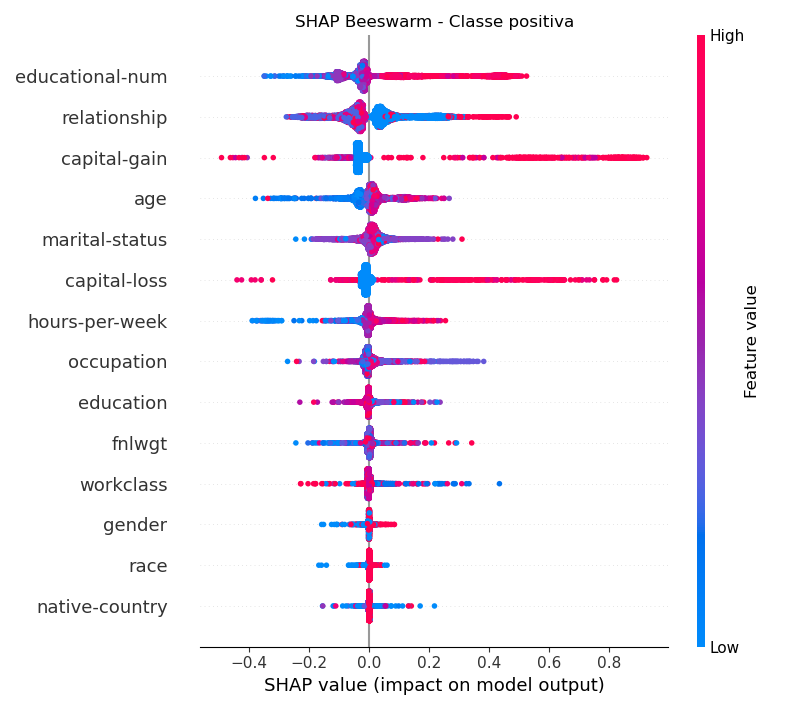 SHAP Beeswarm - Classe positiva
High
educational-num
relationship
capital-gain
age
marital-status
capital-loss
hours-per-week
occupation
education
fnlwgt
workclass
gender
race
native-country
Feature value
Low
−0.4 −0.2 0.0 0.2 0.4 0.6 0.8
SHAP value (impact on model output)